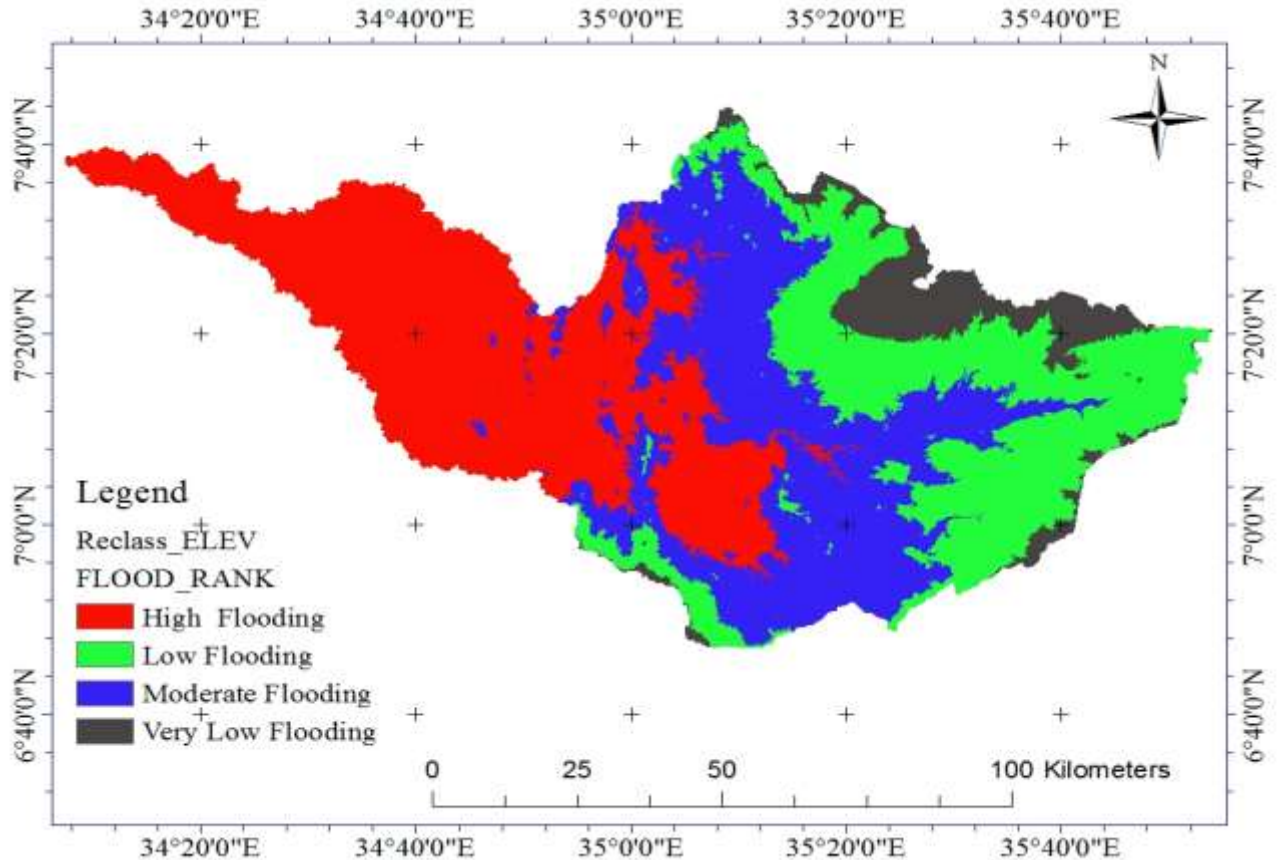 34°20'0"E 34°40'0"E 35°0'0"E 35°20'0"E 35°40'0"E
N
7°40'0"N 7°40'0"N
7°20'0"N 7°20'0"N
7°0'0"N 7°0'0"N
6°40'0"N 6°40'0"N
Legend
Reclass_ELEV
FLOOD_RANK
High Flooding
Low Flooding
Moderate Flooding
Very Low Flooding
0 25 50 100 Kilometers
34°20'0"E 34°40'0"E 35°0'0"E 35°20'0"E 35°40'0"E